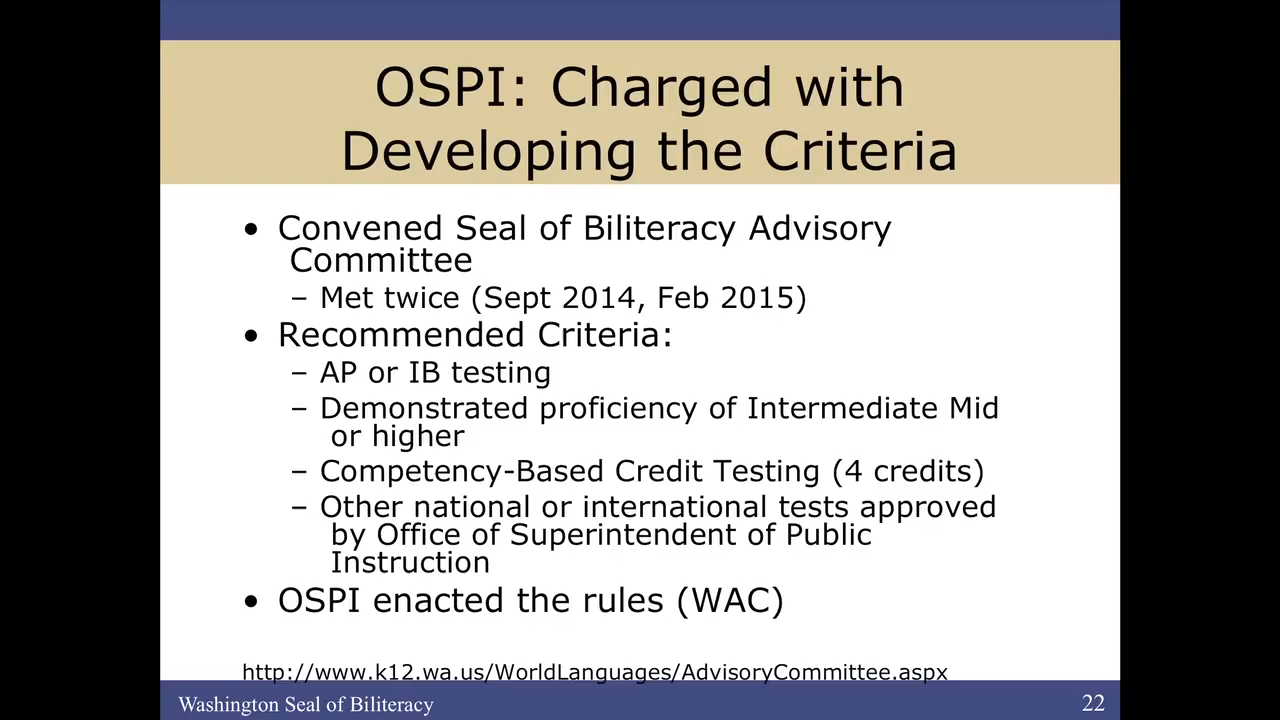 OSPI: Charged with
Developing the Criteria
• Convened Seal of Biliteracy Advisory
Committee
– Met twice (Sept 2014, Feb 2015)
• Recommended Criteria:
– AP or IB testing
– Demonstrated proficiency of Intermediate Mid
or higher
– Competency-Based Credit Testing (4 credits)
– Other national or international tests approved
by Office of Superintendent of Public
Instruction
• OSPI enacted the rules (WAC)
http://www.k12.wa.us/WorldLanguages/AdvisoryCommittee.aspx
Washington Seal of Biliteracy 22